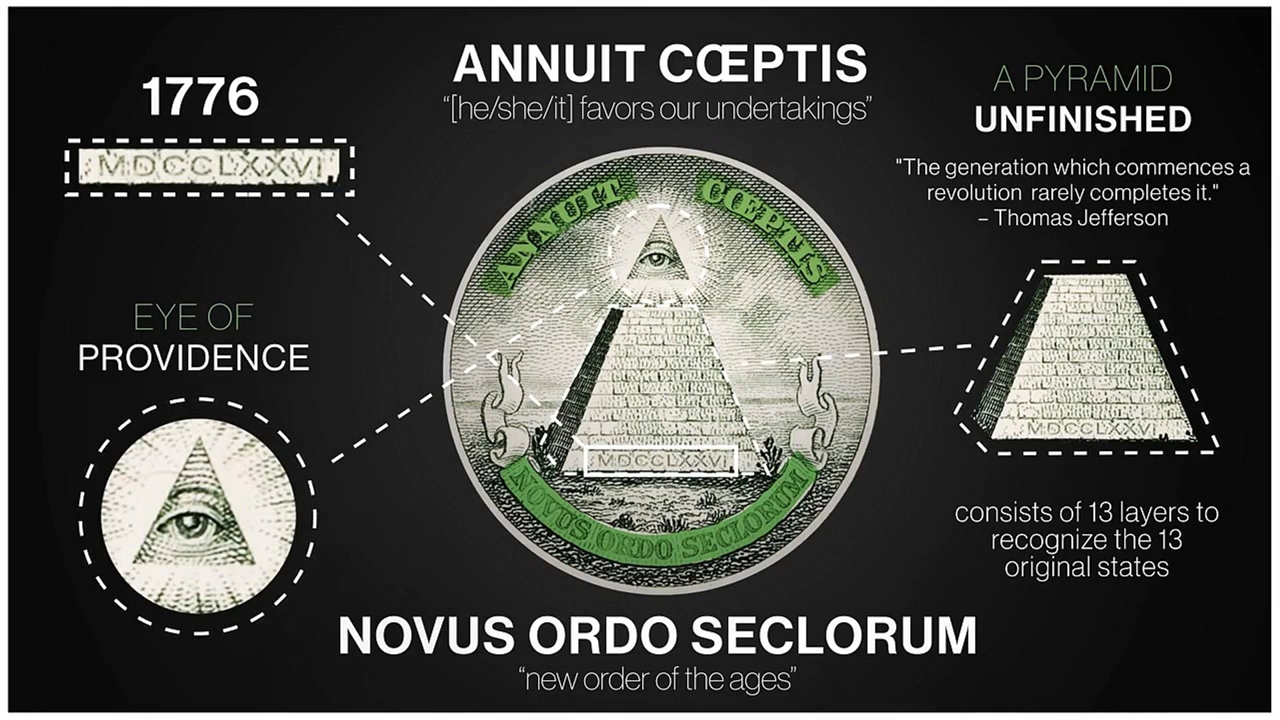 ANNUIT CŒPTIS
“[he/she/it] favors our undertakings”
1776
MDCCLXXVI
EYE OF
PROVIDENCE
A PYRAMID
UNFINISHED
"The generation which commences a
revolution rarely completes it."
– Thomas Jefferson
ANNUIT CŒPTIS
MDCCLXXVI
NOVUS ORDO SECLORUM
MDCCLXXVI
consists of 13 layers to
recognize the 13
original states
NOVUS ORDO SECLORUM
“new order of the ages”